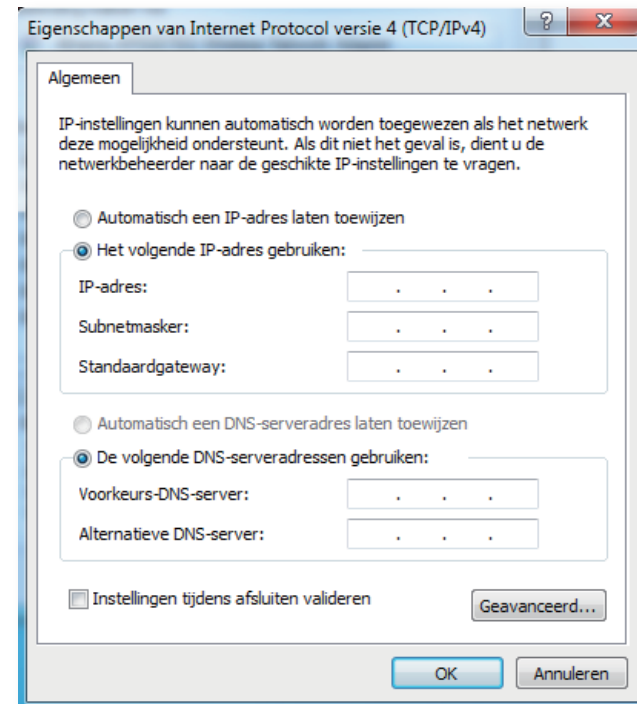 Eigenschappen van Internet Protocol versie 4 (TCP/IPv4)
Algemeen
IP-instellingen kunnen automatisch worden toegewezen als het netwerk
deze mogelijkheid ondersteunt. Als dit niet het geval is, dient u de
netwerkbeheerder naar de geschikte IP-instellingen te vragen.
Automatisch een IP-adres laten toewijzen
Het volgende IP-adres gebruiken:
IP-adres: . . .
Subnetmasker: . . .
Standaardgateway: . . .
Automatisch een DNS-serveradres laten toewijzen
De volgende DNS-serveradressen gebruiken:
Voorkeurs-DNS-server: . . .
Alternatieve DNS-server: . . .
Instellingen tijdens afsluiten valideren
Geavanceerd...
OK Annuleren